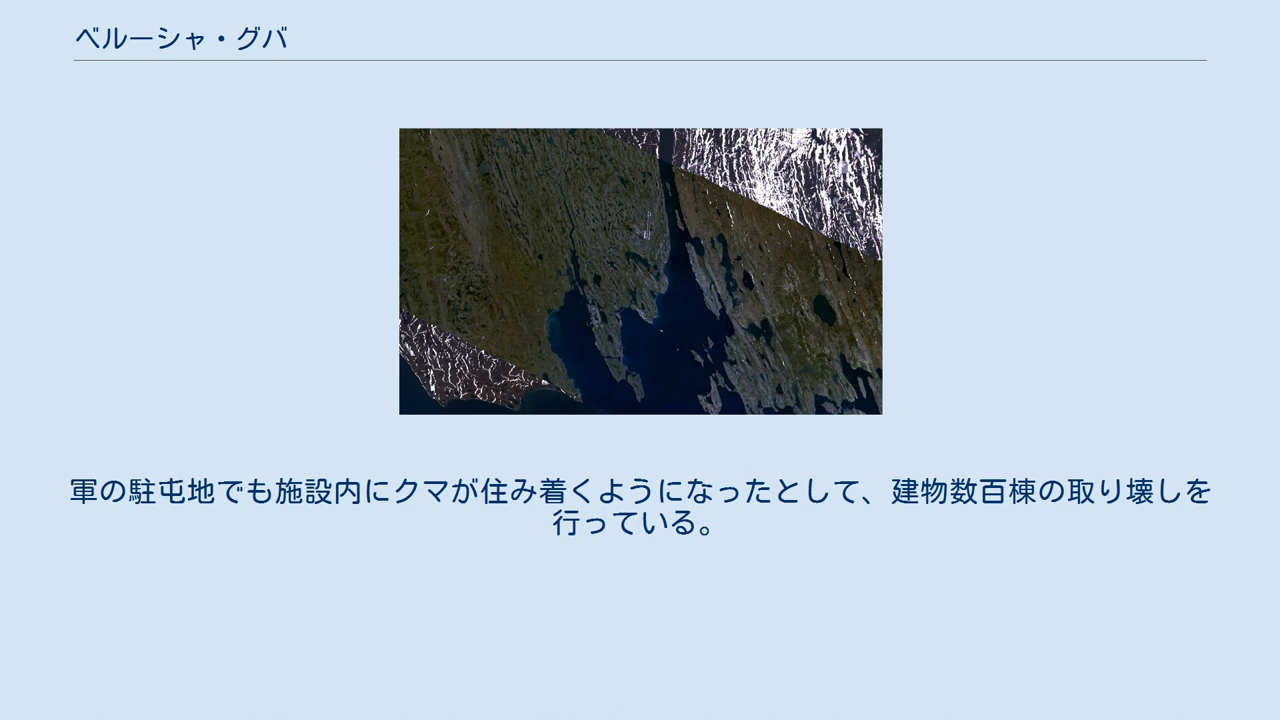 ベルーシャ・グバ
軍の駐屯地でも施設内にクマが住み着くようになったとして、建物数百棟の取り壊しを
行っている。